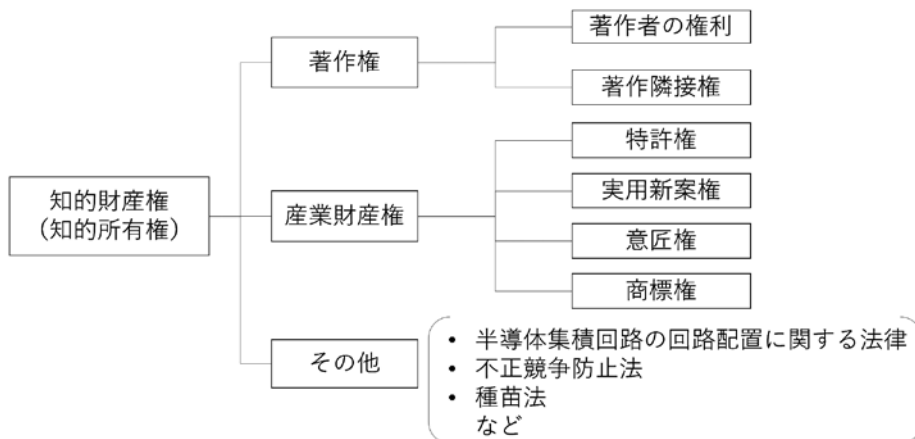 著作者の権利
著作権
著作隣接権
特許権
知的財産権
（知的所有権）
実用新案権
産業財産権
意匠権
商標権
その他
• 半導体集積回路の回路配置に関する法律
• 不正競争防止法
• 種苗法
など